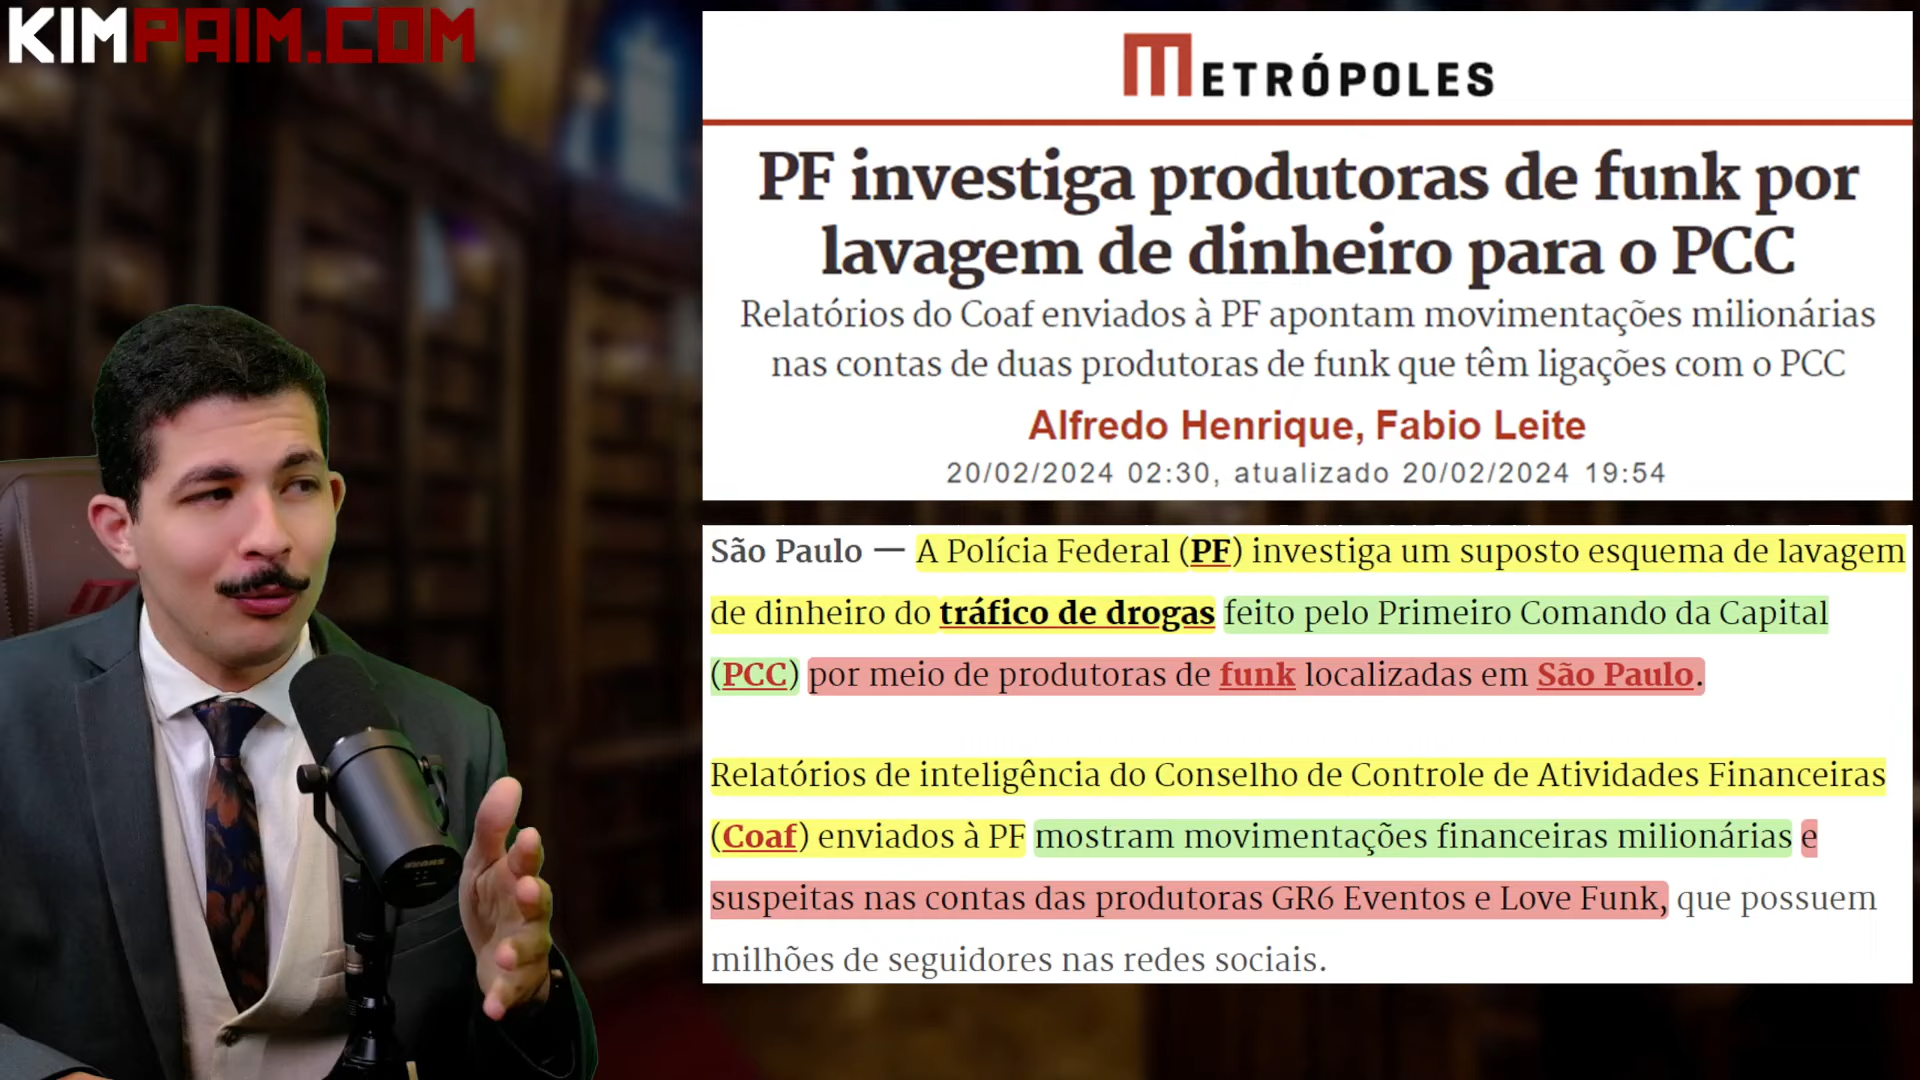 KIMPAIM.COM
METRÓPOLES
PF investiga produtoras de funk por
lavagem de dinheiro para o PCC
Relatórios do Coaf enviados à PF apontam movimentações milionárias
nas contas de duas produtoras de funk que têm ligações com o PCC
Alfredo Henrique, Fabio Leite
20/02/2024 02:30, atualizado 20/02/2024 19:54
São Paulo — A Polícia Federal (PF) investiga um suposto esquema de lavagem
de dinheiro do tráfico de drogas feito pelo Primeiro Comando da Capital
(PCC) por meio de produtoras de funk localizadas em São Paulo.
Relatórios de inteligência do Conselho de Controle de Atividades Financeiras
(Coaf) enviados à PF mostram movimentações financeiras milionárias e
suspeitas nas contas das produtoras GR6 Eventos e Love Funk, que possuem
milhões de seguidores nas redes sociais.